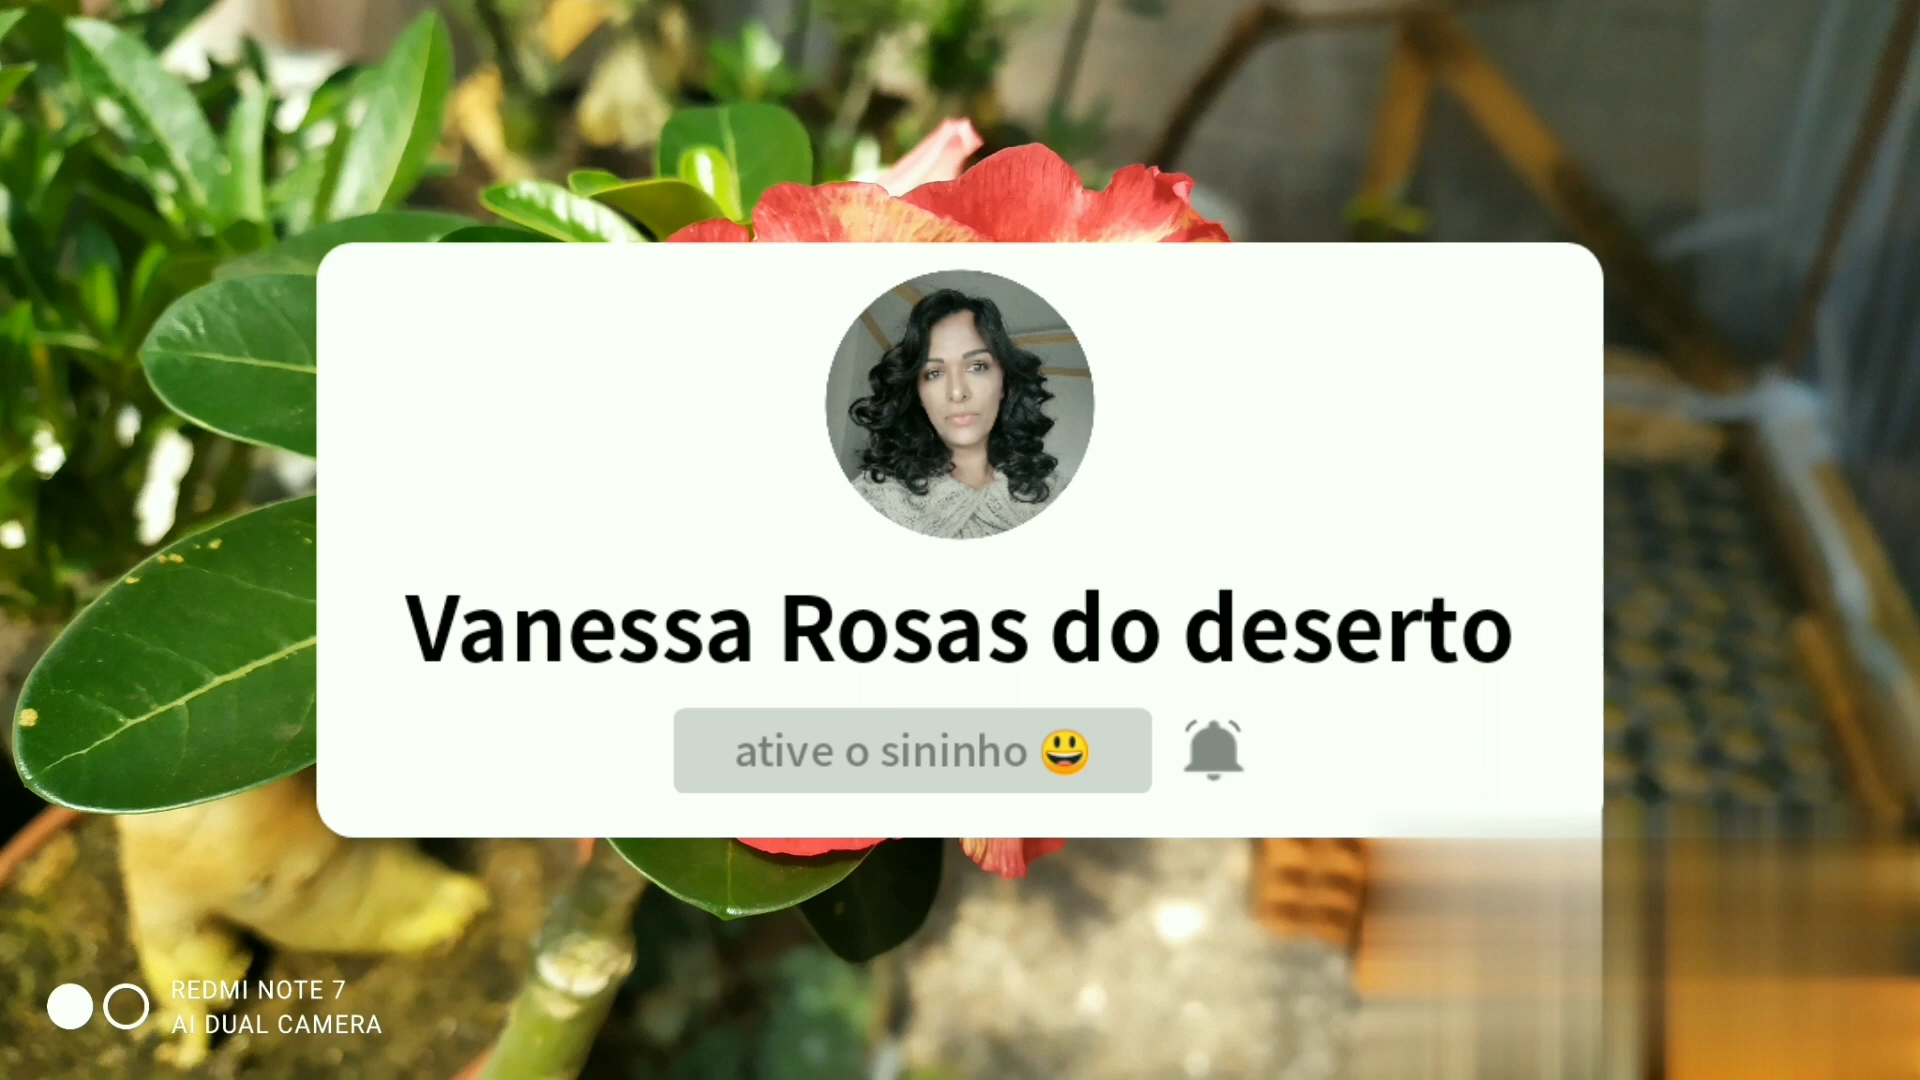 Vanessa Rosas do deserto
ative o sininho 😃
REDMI NOTE 7
AI DUAL CAMERA